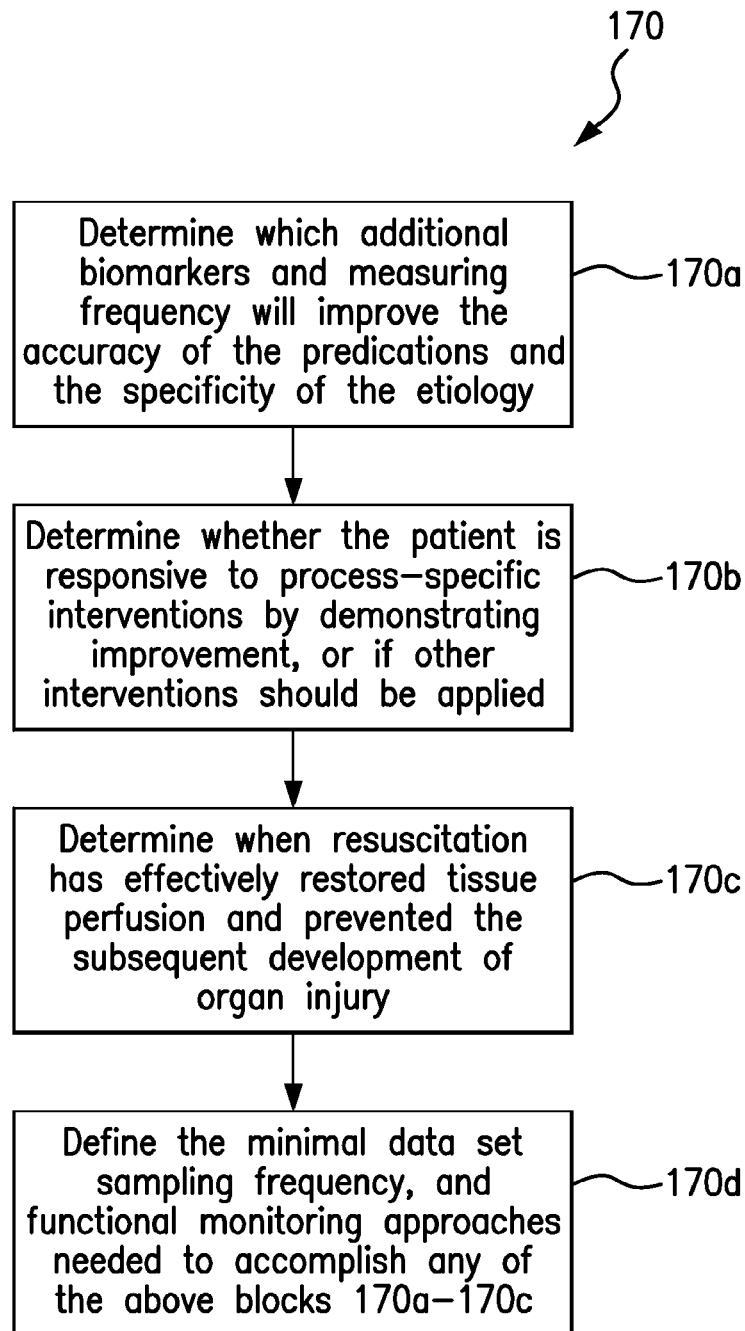 170
Determine which additional
biomarkers and measuring
frequency will improve the
accuracy of the predications and
the specificity of the etiology
170a
Determine whether the patient is
responsive to process-specific
interventions by demonstrating
improvement, or if other
interventions should be applied
170b
Determine when resuscitation
has effectively restored tissue
perfusion and prevented the
subsequent development of
organ injury
170c
Define the minimal data set
sampling frequency, and
functional monitoring approaches
needed to accomplish any of
the above blocks 170a-170c
170d